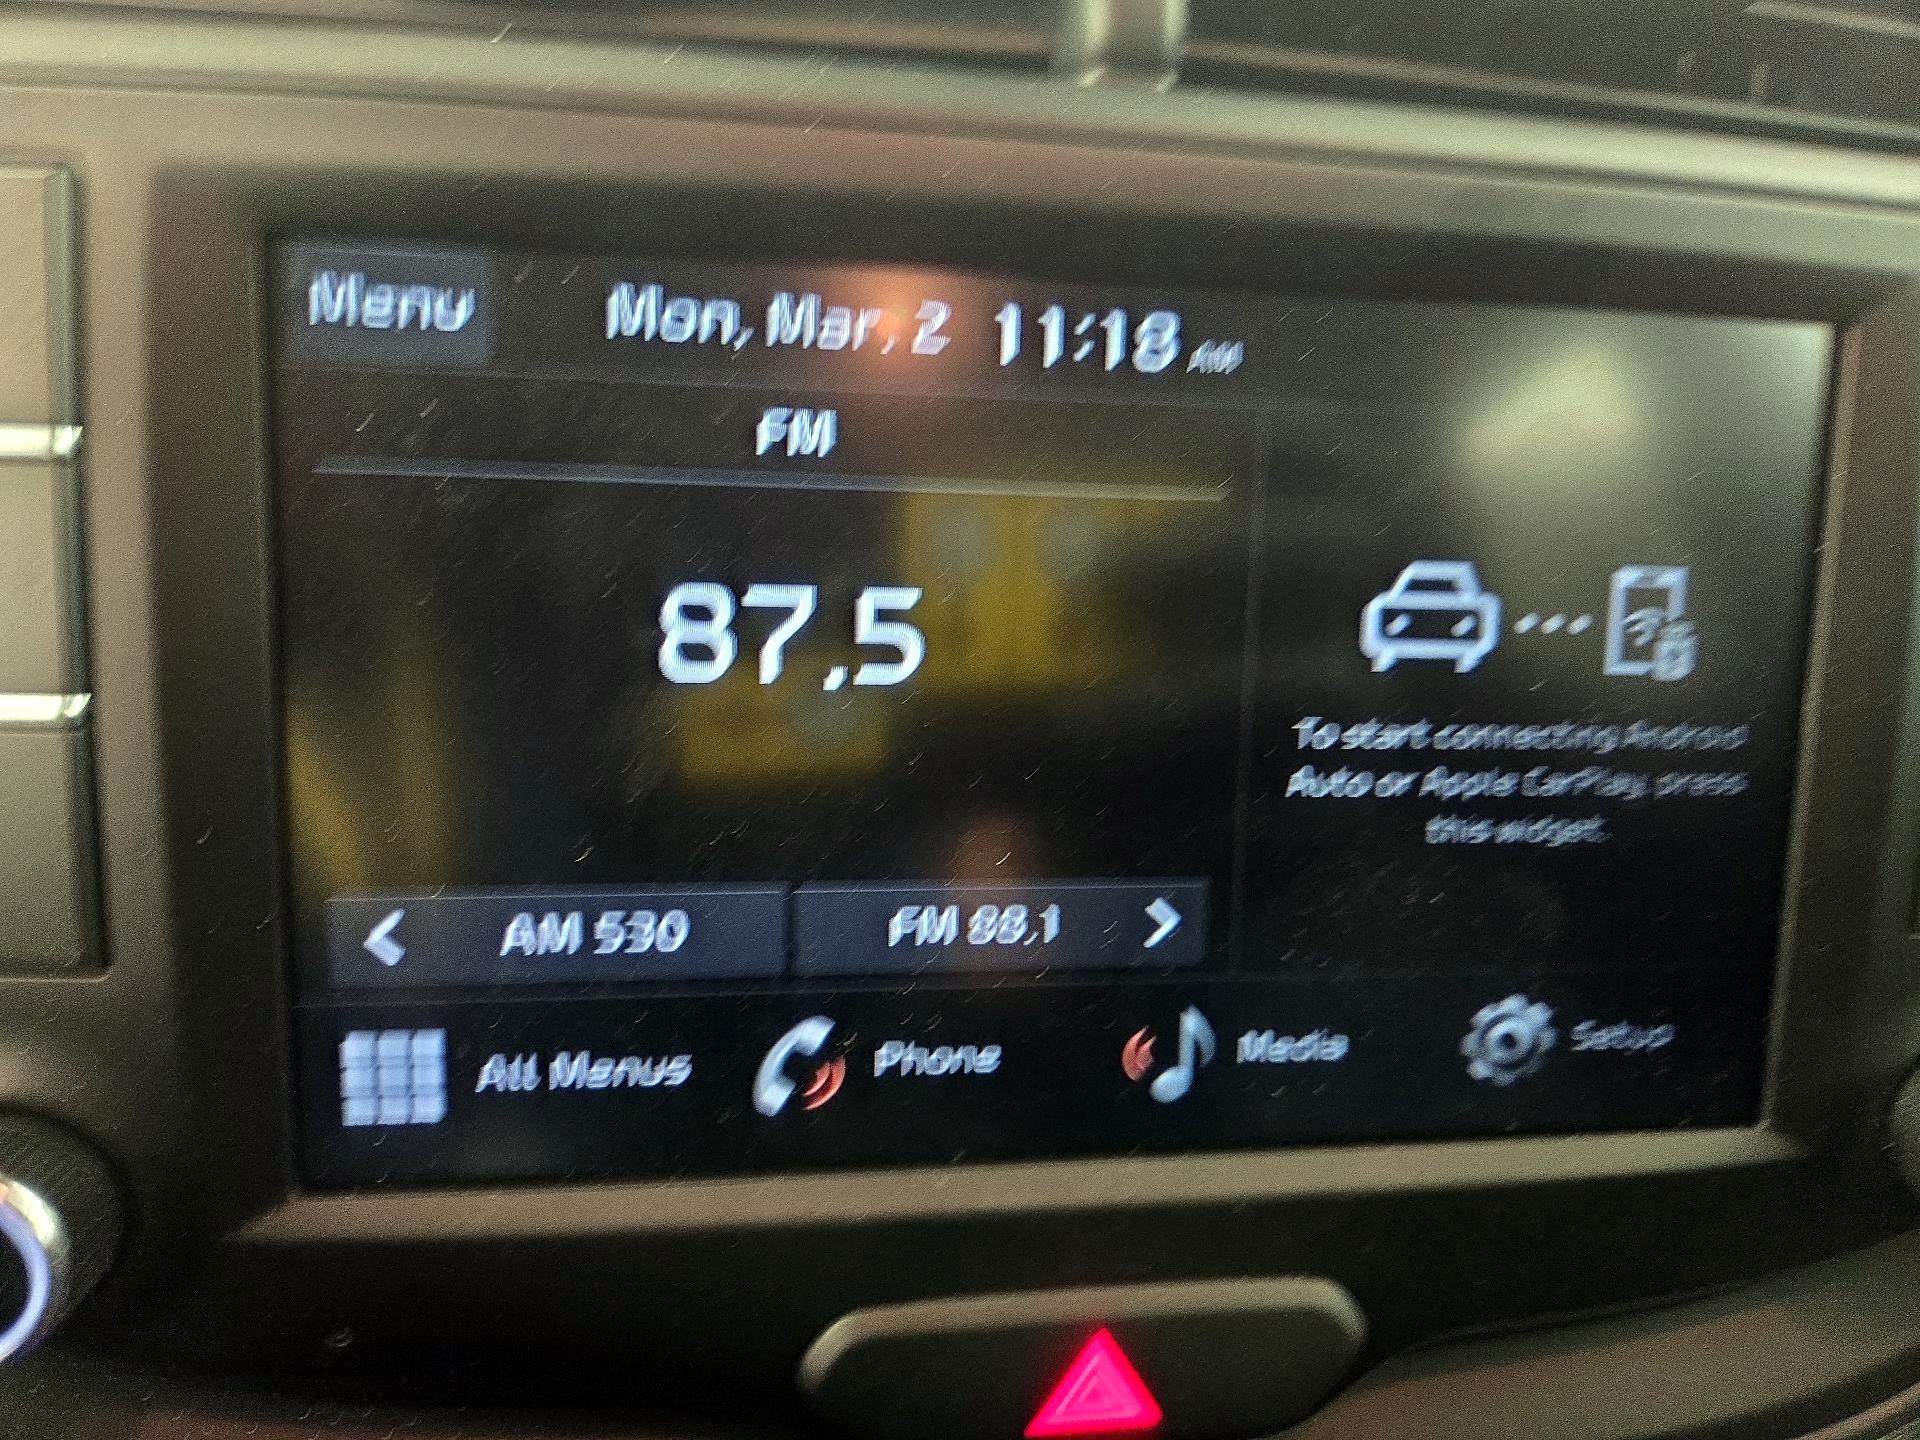 Menu
Mon, Mar, 2 11:18 AM
FM
87.5
To start connecting Android
Auto or Apple CarPlay, press
this widget.
< AM 530
FM 88.1 >
All Menus
Phone
Media
Setup